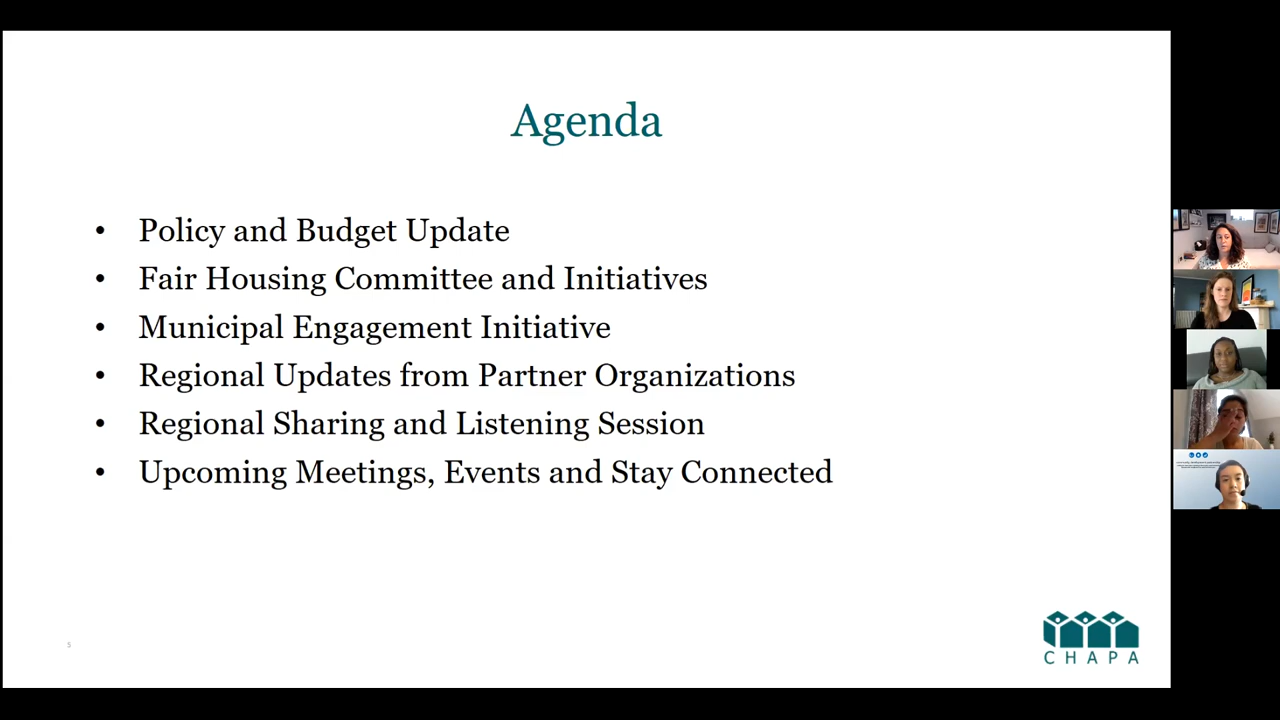 Agenda
• Policy and Budget Update
• Fair Housing Committee and Initiatives
• Municipal Engagement Initiative
• Regional Updates from Partner Organizations
• Regional Sharing and Listening Session
• Upcoming Meetings, Events and Stay Connected
5
CHAPA